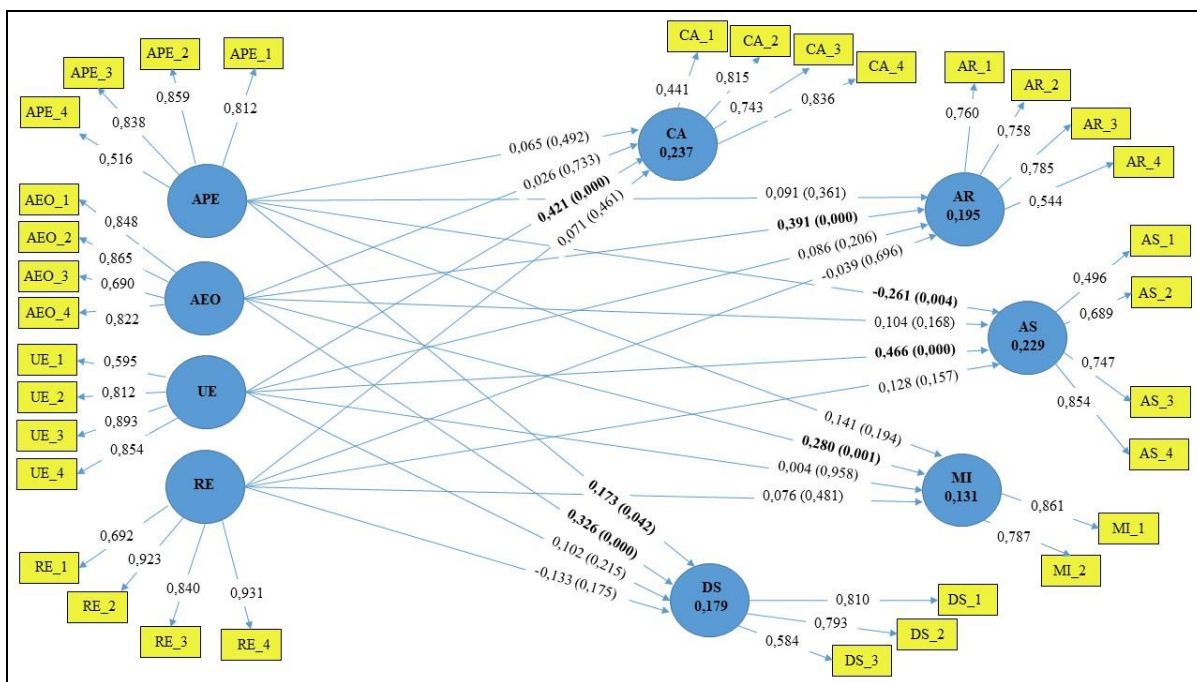 APE_1
APE_2
APE_3
APE_4
0,812
0,859
0,838
0,516
APE
AEO_1
AEO_2
AEO_3
AEO_4
0,848
0,865
0,690
0,822
AEO
UE_1
UE_2
UE_3
UE_4
0,595
0,812
0,893
0,854
UE
RE
0,692
0,923
0,840
0,931
RE_1
RE_2
RE_3
RE_4
0,065 (0,492)
0,026 (0,733)
0,421 (0,000)
0,071 (0,461)
0,091 (0,361)
0,391 (0,000)
0,086 (0,206)
-0,039 (0,696)
-0,261 (0,004)
0,104 (0,168)
0,466 (0,000)
0,128 (0,157)
0,141 (0,194)
0,280 (0,001)
0,004 (0,958)
0,076 (0,481)
0,173 (0,042)
0,326 (0,000)
0,102 (0,215)
-0,133 (0,175)
CA_1
CA_2
CA_3
CA_4
0,441
0,815
0,743
0,836
CA
0,237
AR_1
AR_2
AR_3
AR_4
0,760
0,758
0,785
0,544
AR
0,195
AS_1
AS_2
AS_3
AS_4
0,496
0,689
0,747
0,854
AS
0,229
MI
0,131
0,861
0,787
MI_1
MI_2
DS
0,179
0,810
0,793
0,584
DS_1
DS_2
DS_3